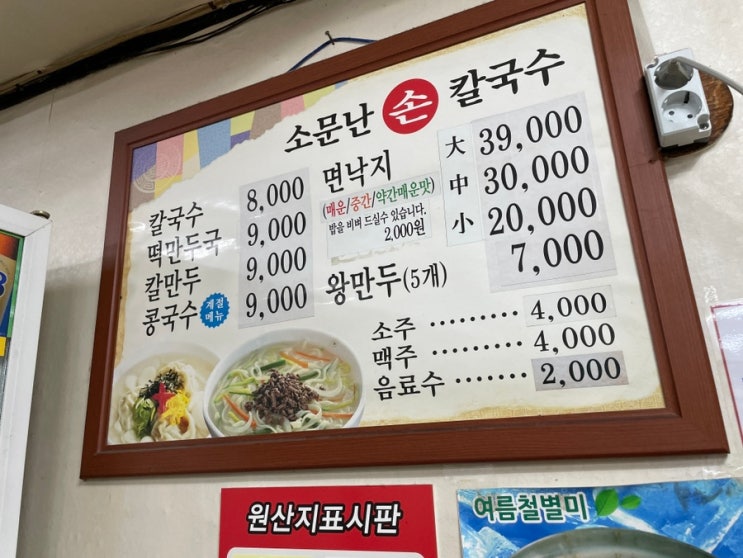 소문난 손 칼국수
칼국수 8,000
떡만두국 9,000
칼만두 9,000
콩국수 계절메뉴 9,000
면낙지 大 39,000
(매운/중간/약간매운맛) 中 30,000
밥을 비벼 드실수 있습니다. 小 20,000
2,000원
왕만두(5개) 7,000
소주 ········· 4,000
맥주 ········· 4,000
음료수 ······· 2,000
원산지표시판
여름철별미